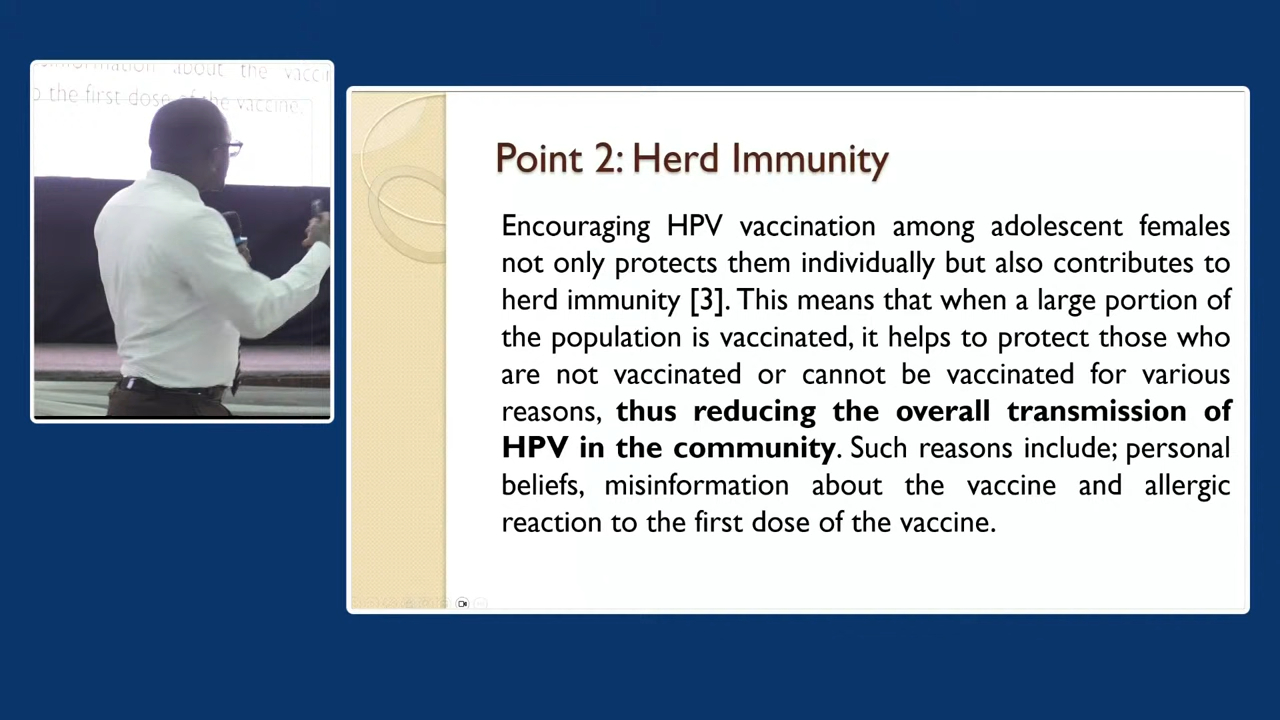 information about the vaccin
to the first dose of the vaccine.
Point 2: Herd Immunity
Encouraging HPV vaccination among adolescent females
not only protects them individually but also contributes to
herd immunity [3]. This means that when a large portion of
the population is vaccinated, it helps to protect those who
are not vaccinated or cannot be vaccinated for various
reasons, thus reducing the overall transmission of
HPV in the community. Such reasons include; personal
beliefs, misinformation about the vaccine and allergic
reaction to the first dose of the vaccine.